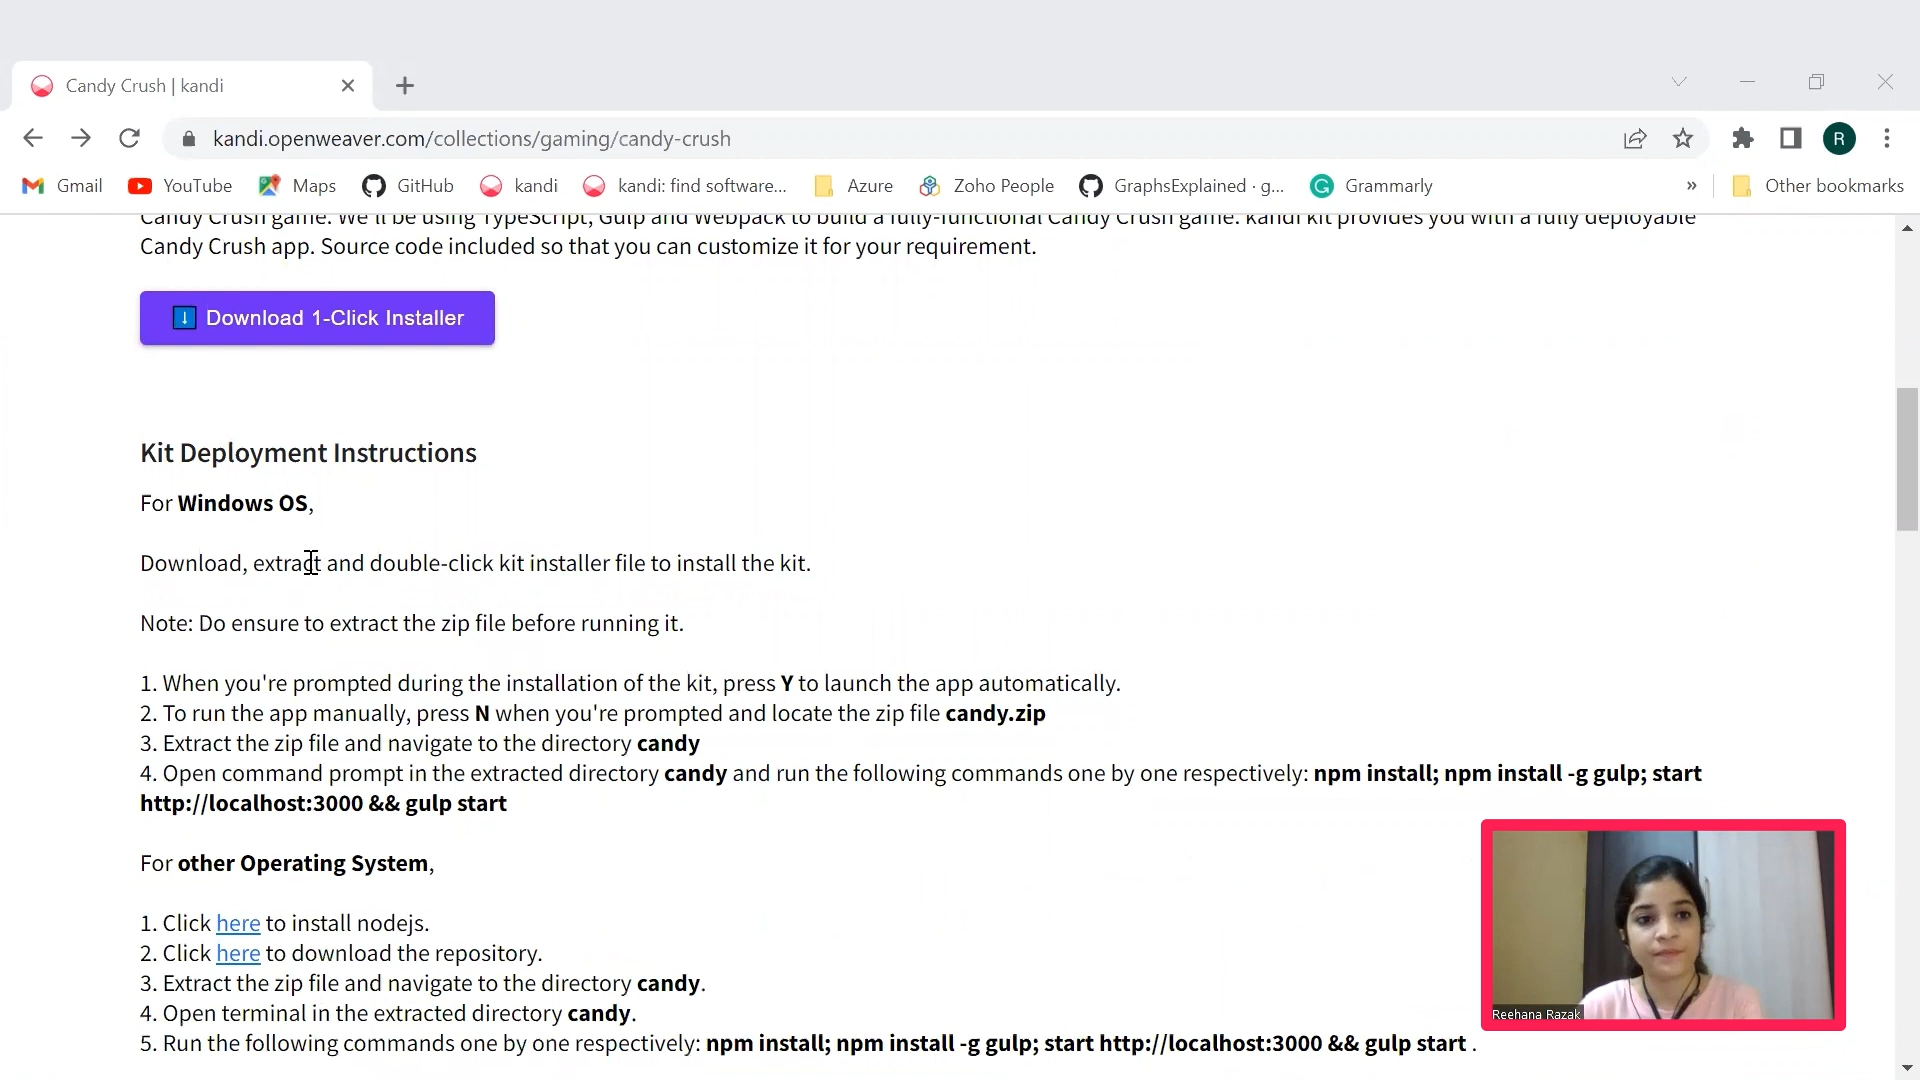 Candy Crush | kandi
kandi.openweaver.com/collections/gaming/candy-crush
R
Gmail YouTube Maps GitHub kandi kandi: find software... Azure Zoho People GraphsExplained · g... Grammarly » Other bookmarks
Candy Crush game. We'll be using TypeScript, Gulp and Webpack to build a fully-functional Candy Crush game. kandi kit provides you with a fully deployable
Candy Crush app. Source code included so that you can customize it for your requirement.
Download 1-Click Installer
Kit Deployment Instructions
For Windows OS,
Download, extract and double-click kit installer file to install the kit.
Note: Do ensure to extract the zip file before running it.
1. When you're prompted during the installation of the kit, press Y to launch the app automatically.
2. To run the app manually, press N when you're prompted and locate the zip file candy.zip
3. Extract the zip file and navigate to the directory candy
4. Open command prompt in the extracted directory candy and run the following commands one by one respectively: npm install; npm install -g gulp; start
http://localhost:3000 && gulp start
For other Operating System,
1. Click here to install nodejs.
2. Click here to download the repository.
3. Extract the zip file and navigate to the directory candy.
4. Open terminal in the extracted directory candy.
5. Run the following commands one by one respectively: npm install; npm install -g gulp; start http://localhost:3000 && gulp start .
Reehana Razak